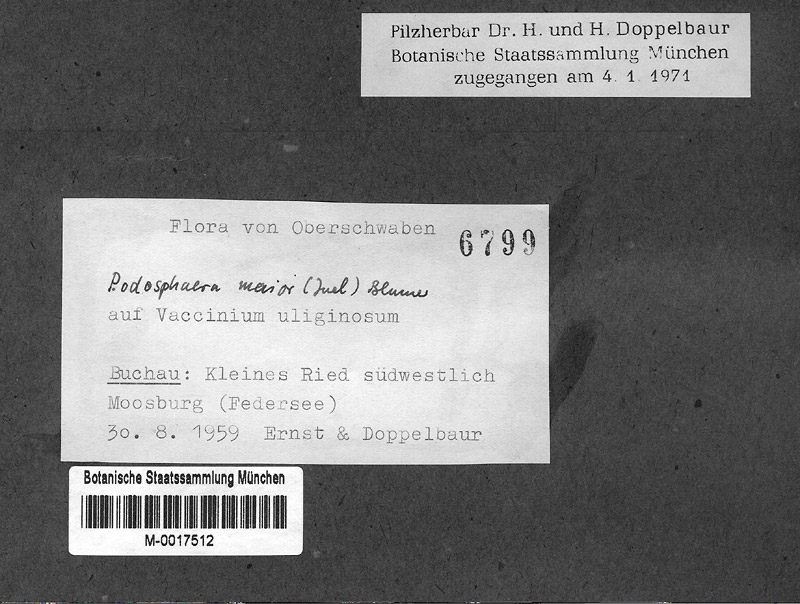 Pilzherbar Dr. H. und H. Doppelbaur
Botanische Staatssammlung München
zugegangen am 4. 1. 1971
Flora von Oberschwaben
6799
Podosphaera maior (Juel) Blumer
auf Vaccinium uliginosum
Buchau: Kleines Ried südwestlich
Moosburg (Federsee)
30. 8. 1959 Ernst & Doppelbaur
Botanische Staatssammlung München
M-0017512